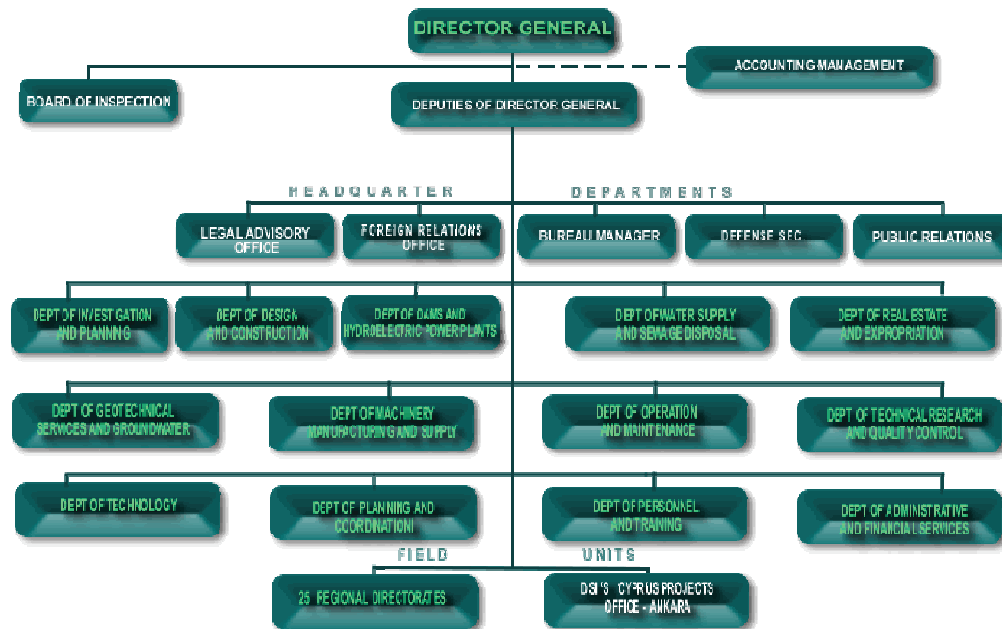 DIRECTOR GENERAL
ACCOUNTING MANAGEMENT
BOARD OF INSPECTION
DEPUTIES OF DIRECTOR GENERAL
HEADQUARTER DEPARTMENTS
LEGAL ADVISORY
OFFICE
FOREIGN RELATIONS
OFFICE
BUREAU MANAGER
DEFENSE SEC.
PUBLIC RELATIONS
DEPT OF INVESTIGATION
AND PLANNING
DEPT OF DESIGN
AND CONSTRUCTION
DEPT OF DAMS AND
HYDROELECTRIC POWER PLANTS
DEPT OF WATER SUPPLY
AND SEWAGE DISPOSAL
DEPT OF REAL ESTATE
AND EXPROPRIATION
DEPT OF GEOTECHNICAL
SERVICES AND GROUNDWATER
DEPT OF MACHINERY
MANUFACTURING AND SUPPLY
DEPT OF OPERATION
AND MAINTENANCE
DEPT OF TECHNICAL RESEARCH
AND QUALITY CONTROL
DEPT OF TECHNOLOGY
DEPT OF PLANNING AND
COORDINATION
DEPT OF PERSONNEL
AND TRAINING
DEPT OF ADMINISTRATIVE
AND FINANCIAL SERVICES
FIELD UNITS
25 REGIONAL DIRECTORATES
DSI'S CYPRUS PROJECTS
OFFICE - ANKARA